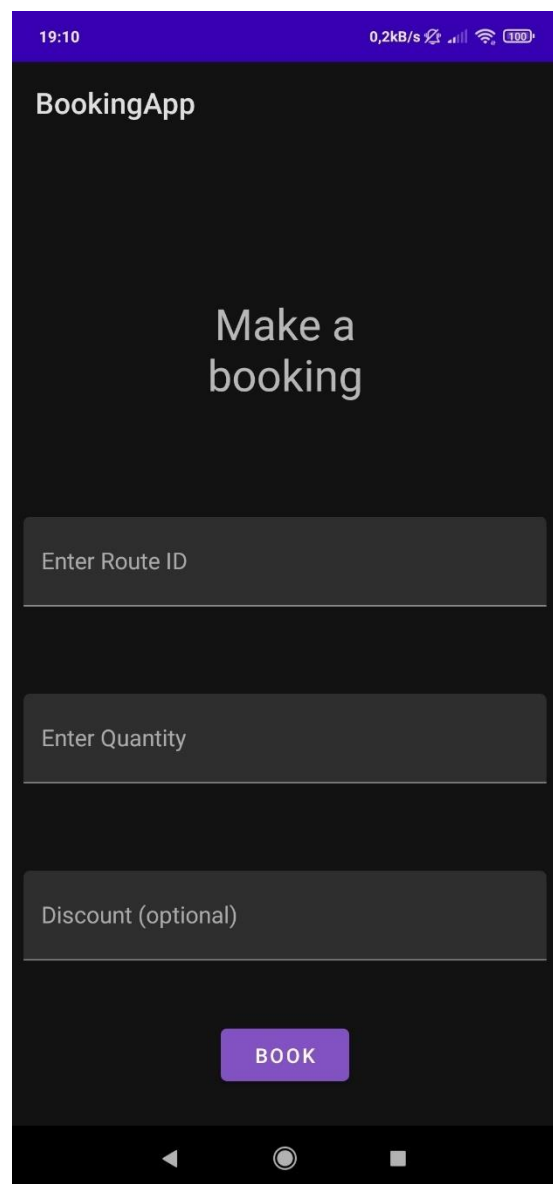 19:10
0,2kB/s
100
BookingApp
Make a
booking
Enter Route ID
Enter Quantity
Discount (optional)
BOOK